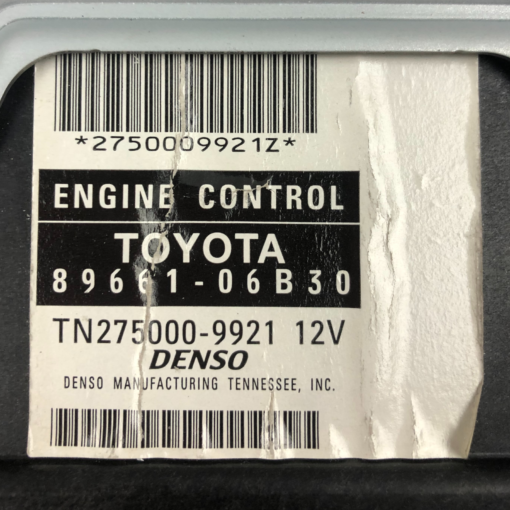 *2750009921Z*
ENGINE CONTROL
TOYOTA
89661-06B30
TN275000-9921 12V
DENSO
DENSO MANUFACTURING TENNESSEE, INC.